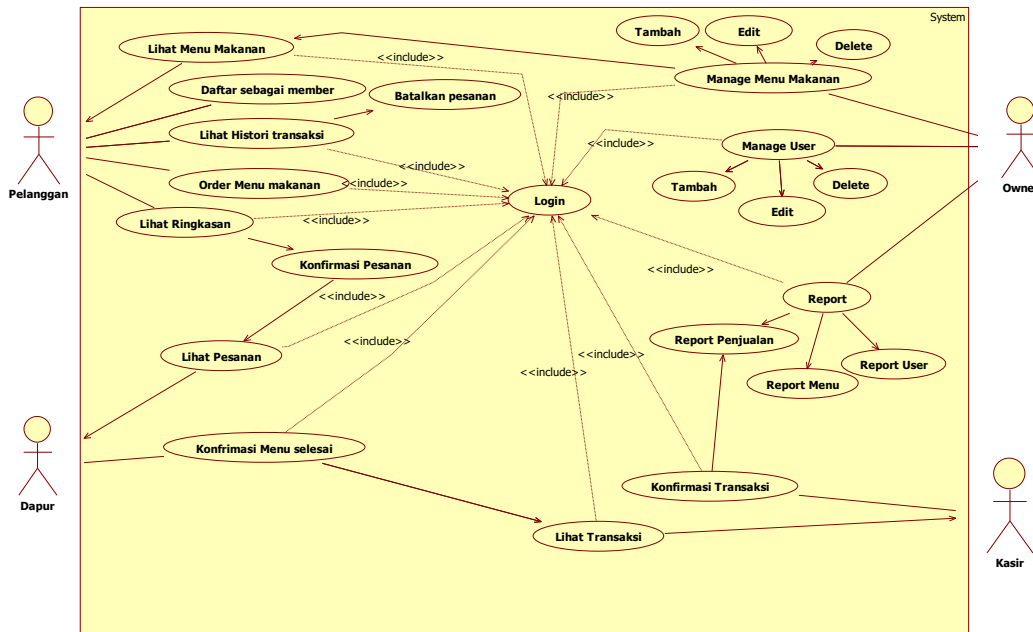 System
Lihat Menu Makanan
<<include>>
Tambah
Edit
Delete
Manage Menu Makanan
Daftar sebagai member
Batalkan pesanan
<<include>>
Lihat Histori transaksi
<<include>>
Manage User
Pelanggan
Owne
<<include>>
Order Menu makanan
<<include>>
Tambah
Delete
Edit
Login
Lihat Ringkasan
<<include>>
Konfirmasi Pesanan
<<include>>
<<include>>
Report
Lihat Pesanan
<<include>>
<<include>>
Report Penjualan
Report User
<<include>>
Report Menu
Konfrimasi Menu selesai
Dapur
Konfirmasi Transaksi
Lihat Transaksi
Kasir